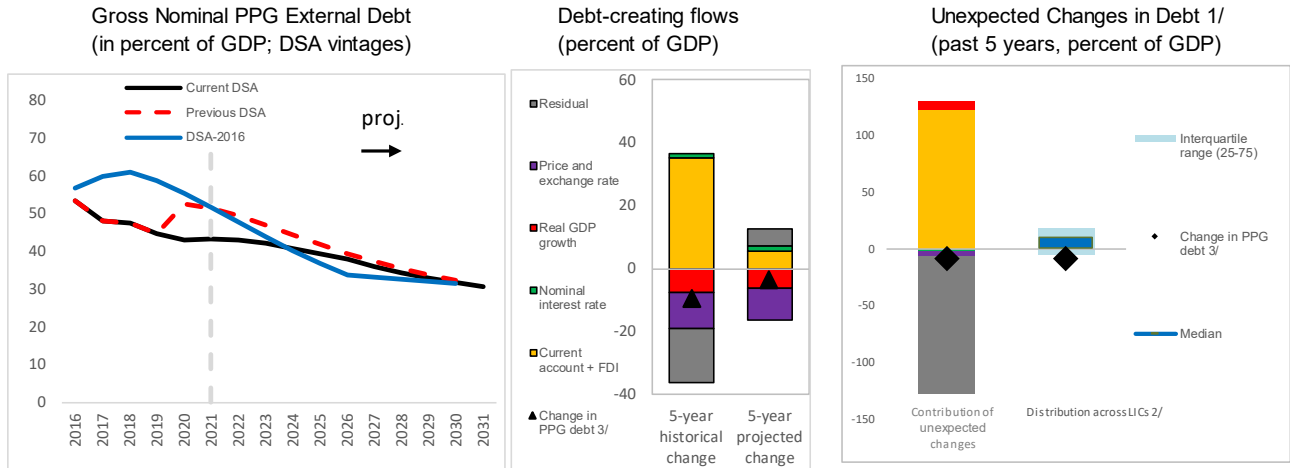 Gross Nominal PPG External Debt
(in percent of GDP; DSA vintages)
Current DSA
Previous DSA
DSA-2016
proj.
80
70
60
50
40
30
20
10
0
2016
2017
2018
2019
2020
2021
2022
2023
2024
2025
2026
2027
2028
2029
2030
2031
Debt-creating flows
(percent of GDP)
Residual
Price and
exchange rate
Real GDP
growth
Nominal
interest rate
Current
account + FDI
Change in
PPG debt 3/
60
40
20
0
-20
-40
5-year
historical
change
5-year
projected
change
Unexpected Changes in Debt 1/
(past 5 years, percent of GDP)
150
100
50
0
-50
-100
-150
Contribution of
unexpected
changes
Distribution across LICs 2/
Interquartile
range (25-75)
Change in PPG
debt 3/
Median